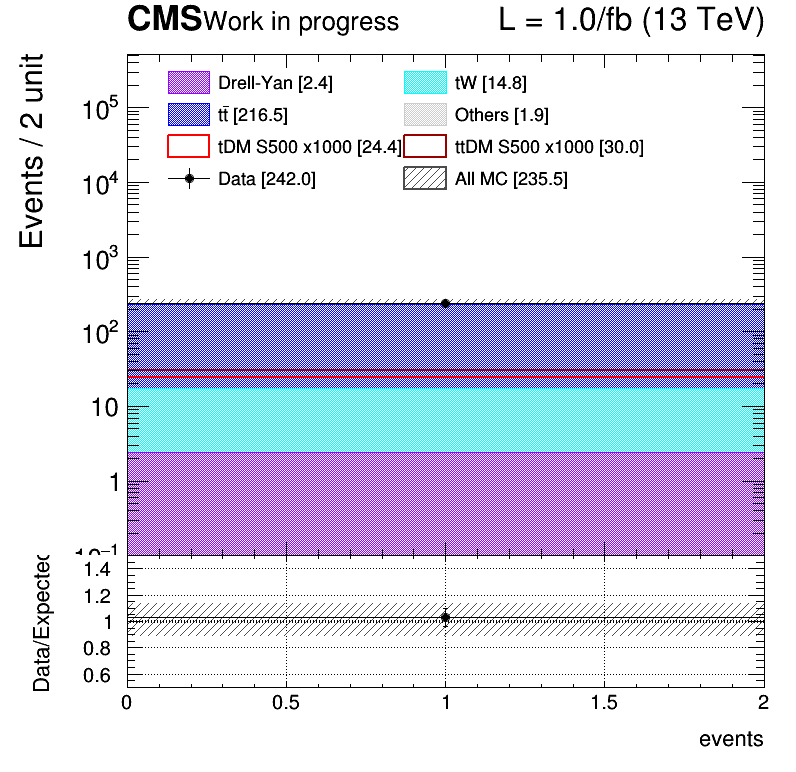 CMS Work in progress L = 1.0/fb (13 TeV)
Events / 2 unit
Drell-Yan [2.4] tW [14.8]
tt̄ [216.5] Others [1.9]
tDM S500 x1000 [24.4] ttDM S500 x1000 [30.0]
Data [242.0] All MC [235.5]
10⁵
10⁴
10³
10²
10
1
10⁻¹
Data/Expected
1.4
1.2
1
0.8
0.6
0 0.5 1 1.5 2
events